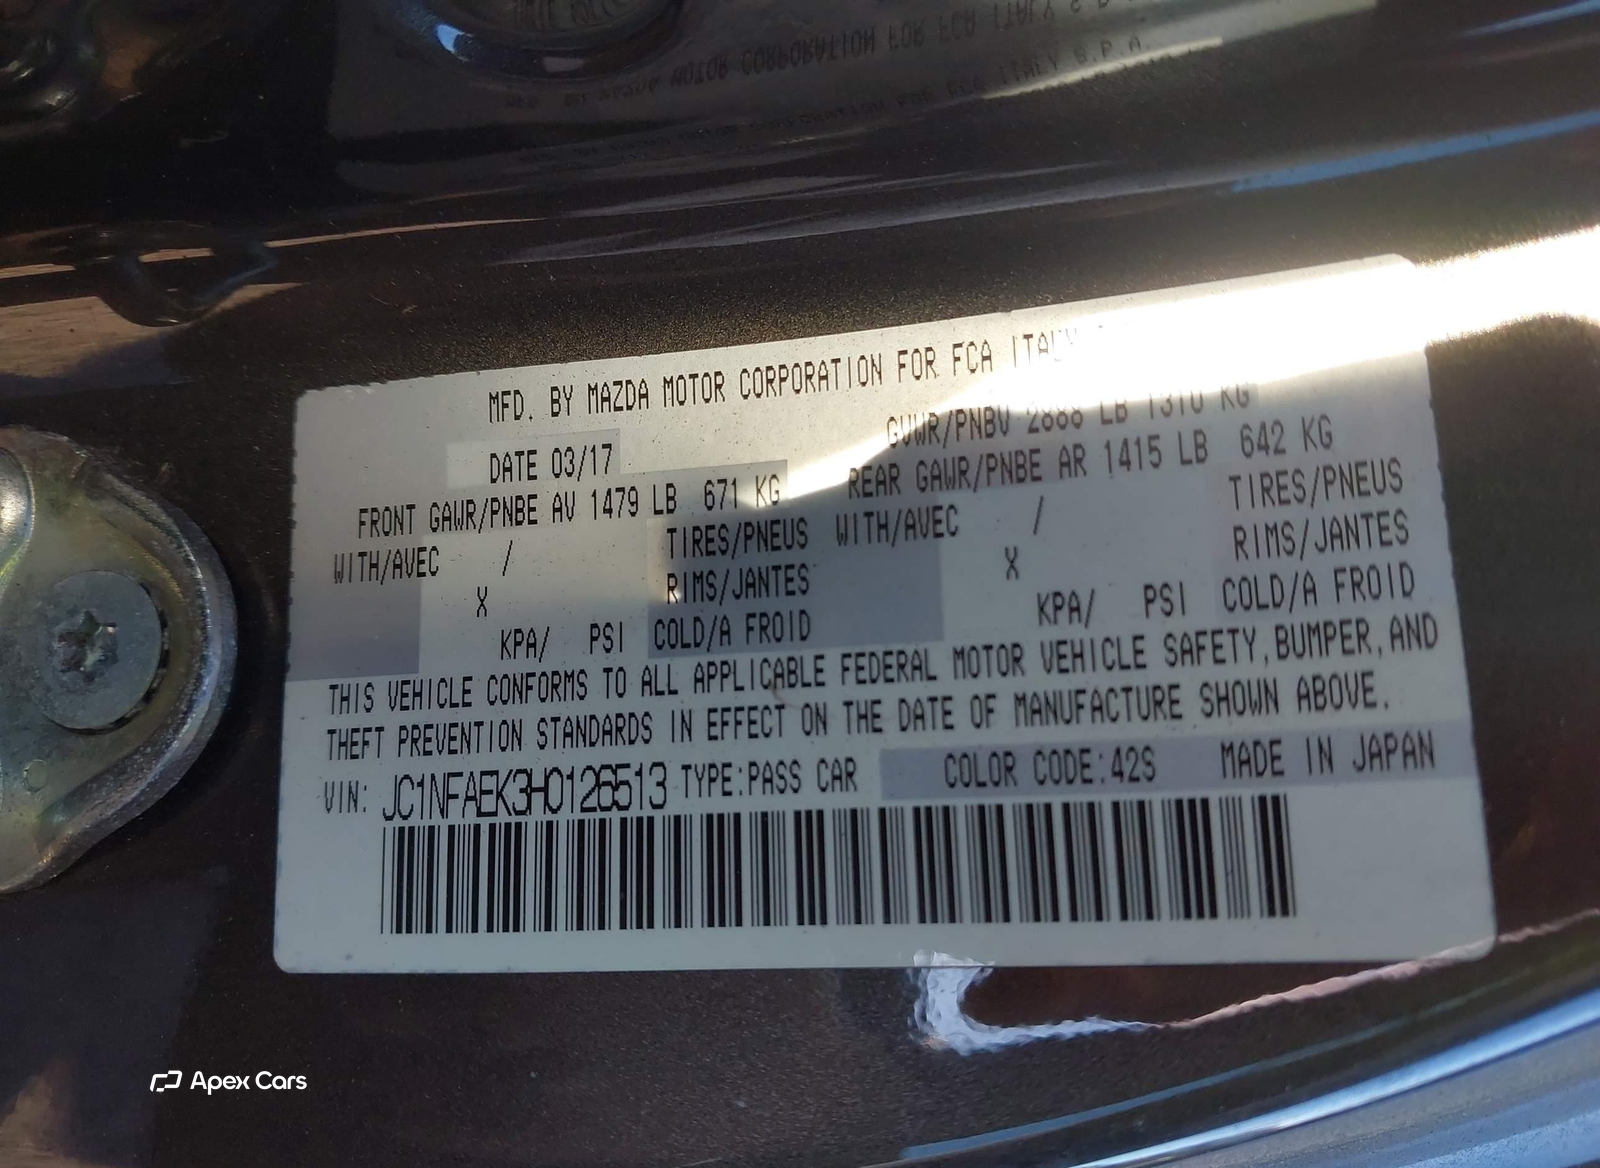 MFD. BY MAZDA MOTOR CORPORATION FOR FCA ITALY
DATE 03/17 GVWR/PNBV 2888 LB 1310 KG
FRONT GAWR/PNBE AV 1479 LB 671 KG REAR GAWR/PNBE AR 1415 LB 642 KG
WITH/AVEC / TIRES/PNEUS WITH/AVEC / TIRES/PNEUS
X RIMS/JANTES X RIMS/JANTES
KPA/ PSI COLD/A FROID KPA/ PSI COLD/A FROID
THIS VEHICLE CONFORMS TO ALL APPLICABLE FEDERAL MOTOR VEHICLE SAFETY, BUMPER, AND
THEFT PREVENTION STANDARDS IN EFFECT ON THE DATE OF MANUFACTURE SHOWN ABOVE.
VIN: JC1NFAEK3H0126513 TYPE:PASS CAR COLOR CODE:42S MADE IN JAPAN
Apex Cars